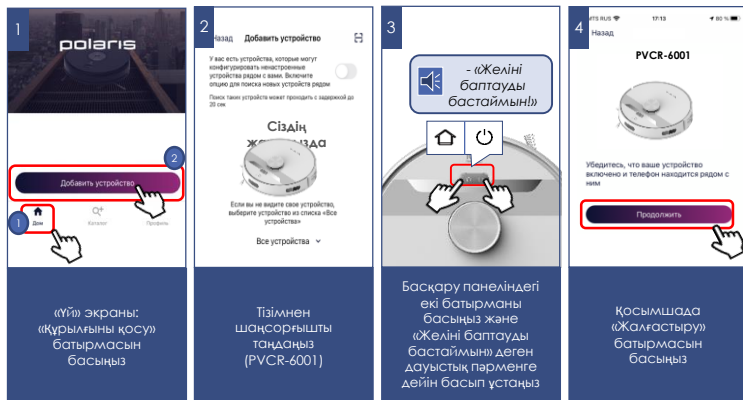 1
polaris
2
Добавить устройство
1
Дом
Каталог
Профиль
«Үй» экраны:
«Құрылғыны қосу»
батырмасын
басыңыз
2
Назад
Добавить устройство
У вас есть устройства, которые могут
конфигурировать ненастроенные
устройства рядом с вами. Включите
опцию для поиска новых устройств рядом
Поиск таких устройств может проходить с задержкой до
20 сек
Сіздің
Если вы не видите свое устройство,
выберите устройство из списка «Все
устройства»
Все устройства
Тізімнен
шаңсорғышты
таңдаңыз
(PVCR-6001)
3
- «Желіні
баптауды
бастаймын!»
Басқару панеліндегі
екі батырманы
басыңыз және
«Желіні баптауды
бастаймын» деген
дауыстық пәрменге
дейін басып ұстаңыз
4
MTS RUS
17:13
80 %
Назад
PVCR-6001
Убедитесь, что ваше устройство
включено и телефон находится рядом с
ним
Продолжить
Қосымшада
«Жалғастыру»
батырмасын
басыңыз